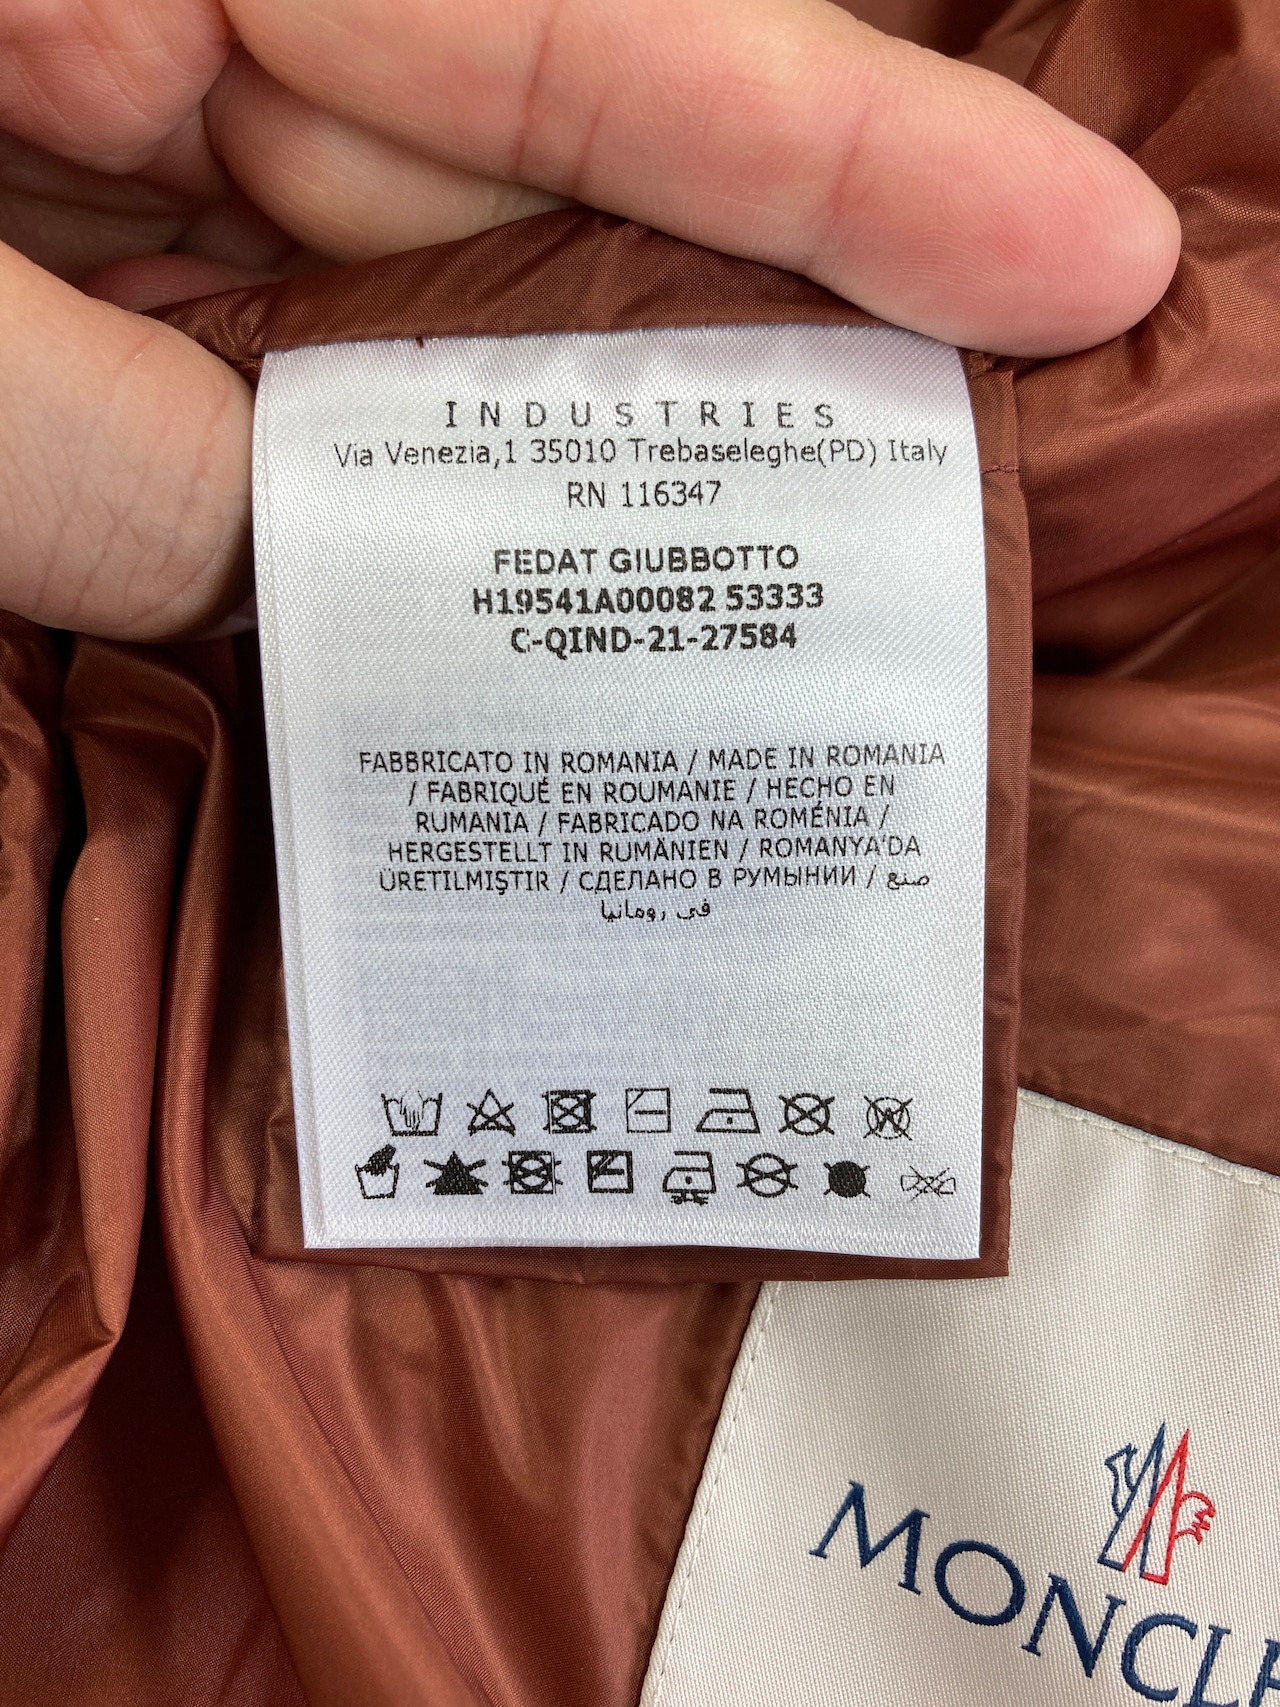 INDUSTRIES
Via Venezia,1 35010 Trebaseleghe(PD) Italy
RN 116347
FEDAT GIUBBOTTO
H19541A00082 53333
C-QIND-21-27584
FABBRICATO IN ROMANIA / MADE IN ROMANIA
/ FABRIQUÉ EN ROUMANIE / HECHO EN
RUMANIA / FABRICADO NA ROMÉNIA /
HERGESTELLT IN RUMÄNIEN / ROMANYA'DA
ÜRETILMIŞTIR / СДЕЛАНО В РУМЫНИИ / صنع
في رومانيا
MONCLE